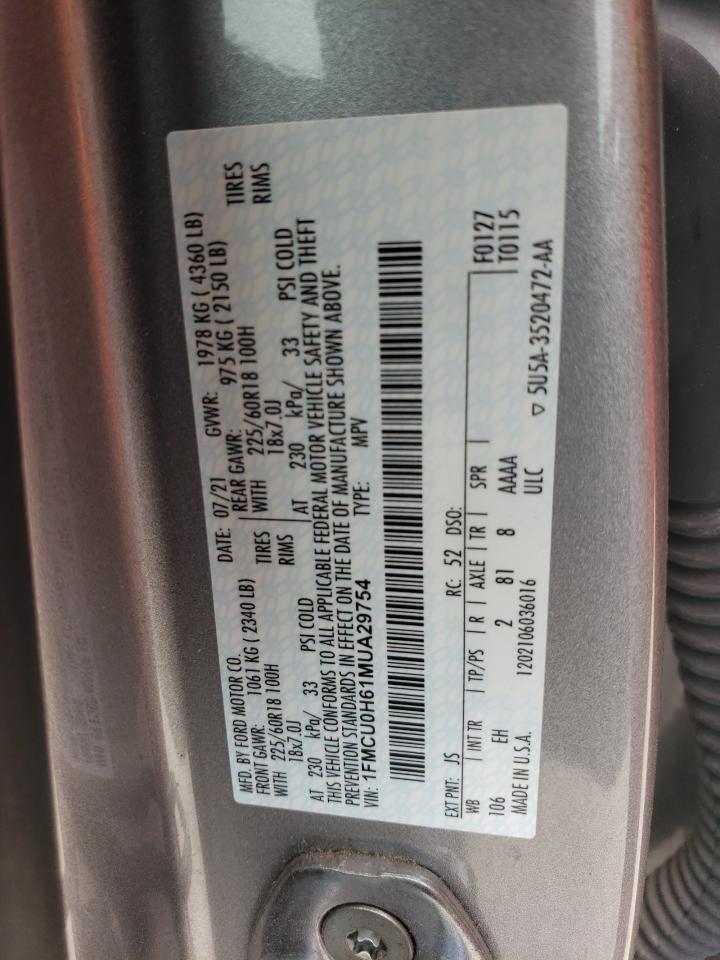 MFD. BY FORD MOTOR CO.
DATE: 07/21 GVWR: 1978 KG ( 4360 LB)
FRONT GAWR: 1061 KG ( 2340 LB) REAR GAWR: 975 KG ( 2150 LB)
WITH 225/60R18 100H TIRES WITH 225/60R18 100H TIRES
18x7.0J RIMS 18x7.0J RIMS
AT 230 kPa/ 33 PSI COLD AT 230 kPa/ 33 PSI COLD
THIS VEHICLE CONFORMS TO ALL APPLICABLE FEDERAL MOTOR VEHICLE SAFETY AND THEFT
PREVENTION STANDARDS IN EFFECT ON THE DATE OF MANUFACTURE SHOWN ABOVE.
VIN: 1FMCU0H61MUA29754 TYPE: MPV
EXT PNT: JS RC: 52 DSO: F0127
WB INT TR TP/PS R AXLE TR SPR T0115
106 EH 2 81 8 AAAA
MADE IN U.S.A. 1202106036016 ULC
▽ 5U5A-3520472-AA